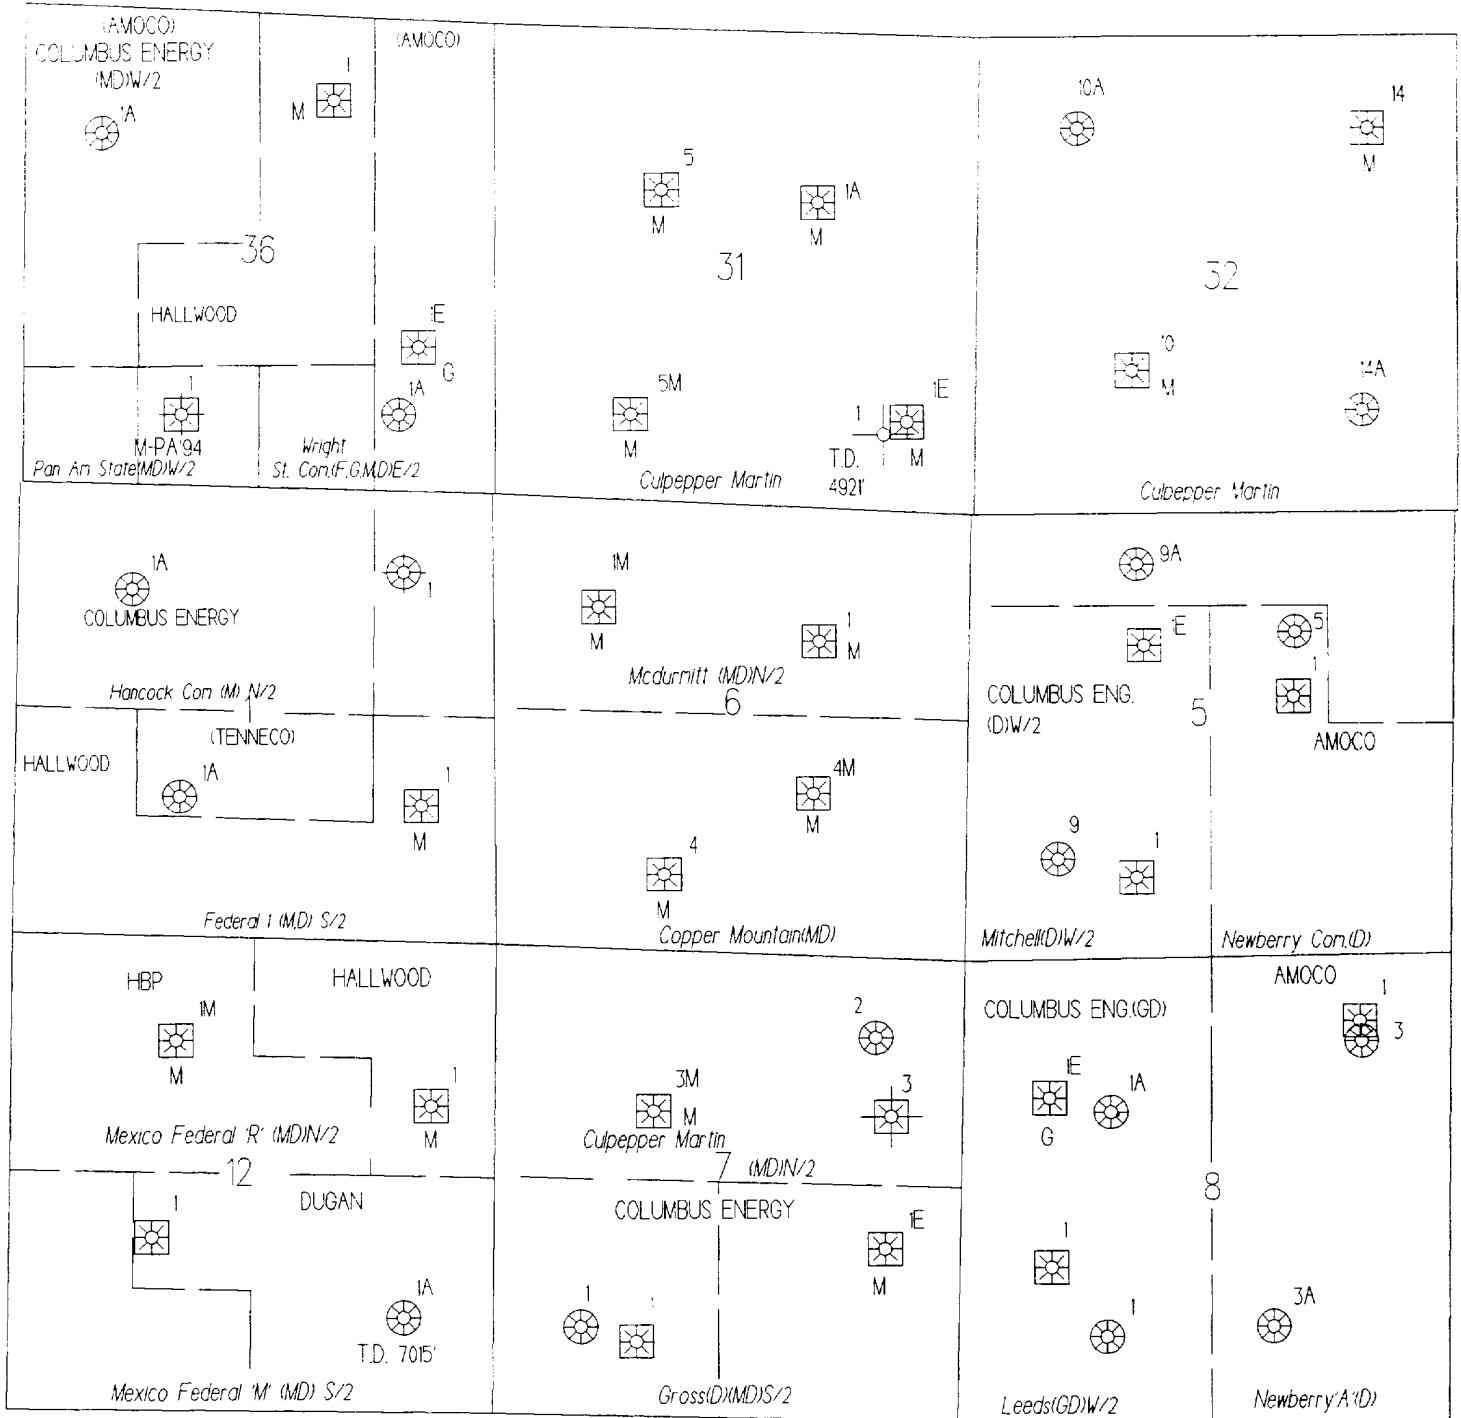 (AMOCO)
COLUMBUS ENERGY
(MD)W/2
1A
1
M
(AMOCO)
36
HALLWOOD
1E
G
1
M-PA'94
Pan Am State(MD)W/2
1A
Wright
St. Com.(F,G,M,D)E/2
5
M
1A
M
31
5M
M
1
1E
M
T.D.
4921'
Culpepper Martin
10A
14
M
32
10
M
14A
Culpepper Martin
1A
COLUMBUS ENERGY
1
Hancock Com (M) N/2
1
(TENNECO)
HALLWOOD
1A
1
M
Federal 1 (M,D) S/2
1M
M
1
M
Mcdurmitt (MD)N/2
6
4M
M
4
M
Copper Mountain(MD)
9A
1E
5
1
COLUMBUS ENG.
(D)W/2
5
AMOCO
9
1
Mitchell(D)W/2
Newberry Com.(D)
HBP
HALLWOOD
1M
M
1
M
Mexico Federal 'R' (MD)N/2
12
DUGAN
1
1A
T.D. 7015'
Mexico Federal 'M' (MD) S/2
2
3M
M
3
Culpepper Martin
7
(MD)N/2
COLUMBUS ENERGY
1E
M
1
1
Gross(D)(MD)S/2
AMOCO
COLUMBUS ENG.(GD)
1
3
1E
G
1A
8
1
1
3A
Leeds(GD)W/2
Newberry'A'(D)